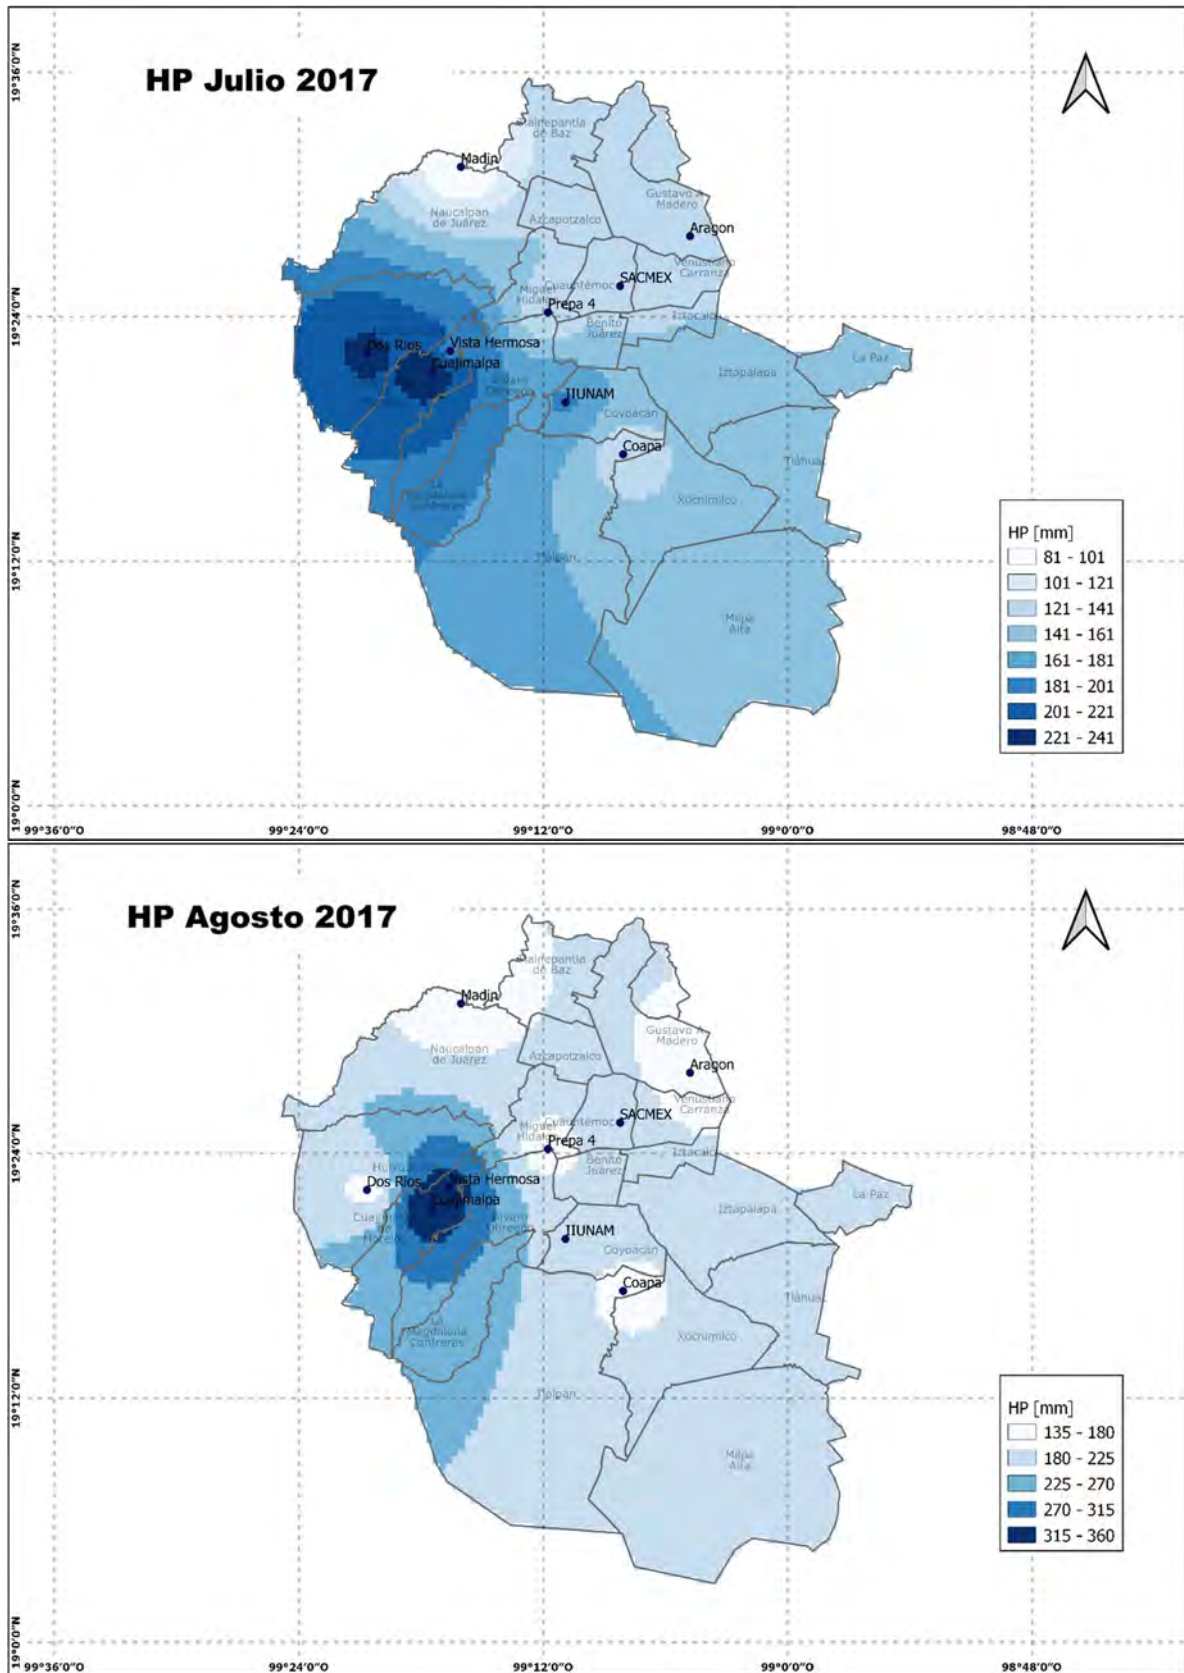 HP Julio 2017
19°36'0"N
Tlalnepantla
de Baz
Madin
Gustavo A.
Madero
Naucalpan
de Juárez
Azcapotzalco
Aragon
Venustiano
Carranza
SACMEX
Cuauhtémoc
Miguel
Hidalgo
Prepa 4
19°24'0"N
Benito
Juárez
Iztacalco
Vista Hermosa
Dos Rios
La Paz
Cuajimalpa
Iztapalapa
Alvaro
Obregón
IIUNAM
Coyoacán
Coapa
Tláhuac
La
Magdalena
Contreras
Xochimilco
HP [mm]
81 - 101
101 - 121
121 - 141
141 - 161
161 - 181
181 - 201
201 - 221
221 - 241
19°12'0"N
Tlalpan
Milpa
Alta
19°0'0"N
99°36'0"O
99°24'0"O
99°12'0"O
99°0'0"O
98°48'0"O
HP Agosto 2017
19°36'0"N
Tlalnepantla
de Baz
Madin
Gustavo A.
Madero
Naucalpan
de Juárez
Azcapotzalco
Aragon
Venustiano
Carranza
SACMEX
Cuauhtémoc
Miguel
Hidalgo
Prepa 4
19°24'0"N
Benito
Juárez
Iztacalco
Vista Hermosa
Dos Rios
La Paz
Cuajimalpa
Cuajimalpa
de
Morelos
Alvaro
Obregón
Iztapalapa
IIUNAM
Coyoacán
Coapa
Tláhuac
La
Magdalena
Contreras
Xochimilco
19°12'0"N
Tlalpan
HP [mm]
135 - 180
180 - 225
225 - 270
270 - 315
315 - 360
Milpa
Alta
19°0'0"N
99°36'0"O
99°24'0"O
99°12'0"O
99°0'0"O
98°48'0"O